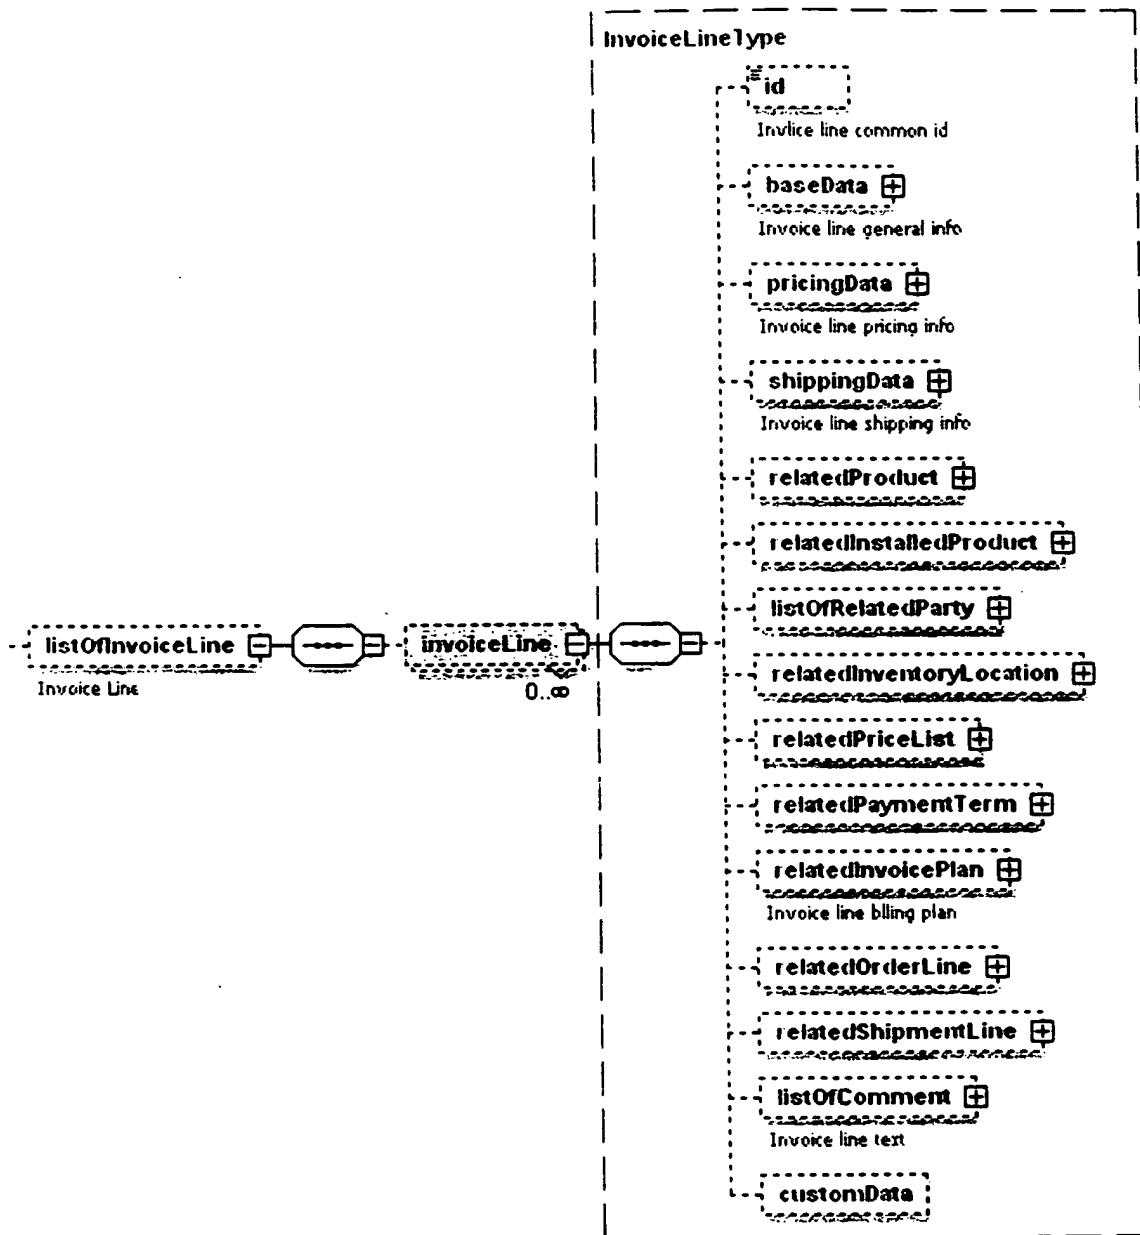 InvoiceLineType
id
Invlice line common id
baseData
Invoice line general info
pricingData
Invoice line pricing info
shippingData
Invoice line shipping info
relatedProduct
relatedInstalledProduct
listOfRelatedParty
listOfInvoiceLine
Invoice Line
invoiceLine
0..∞
relatedInventoryLocation
relatedPriceList
relatedPaymentTerm
relatedInvoicePlan
Invoice line blling plan
relatedOrderLine
relatedShipmentLine
listOfComment
Invoice line text
customData